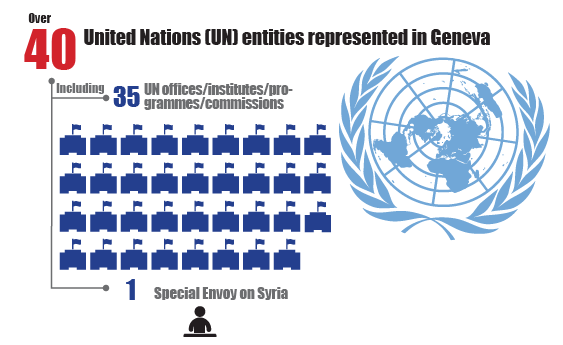 Over
40 United Nations (UN) entities represented in Geneva
Including
35 UN offices/institutes/pro-
grammes/commissions
1 Special Envoy on Syria